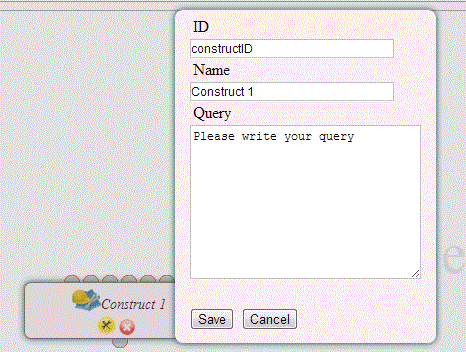 ID
constructID
Name
Construct 1
Query
Please write your query
Construct 1
Save Cancel